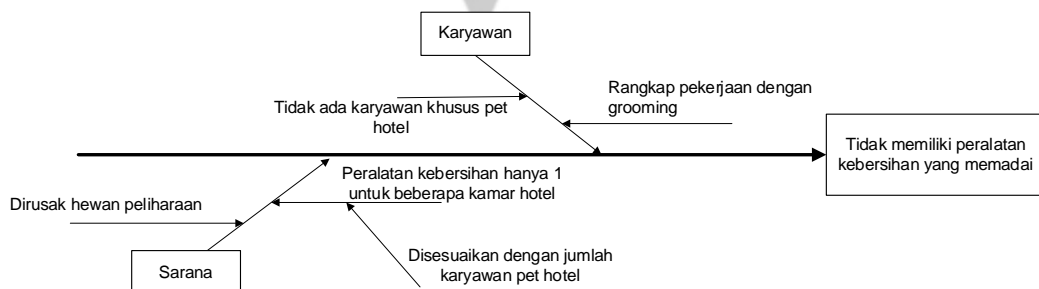 Karyawan
Rangkap pekerjaan dengan
grooming
Tidak ada karyawan khusus pet
hotel
Tidak memiliki peralatan
kebersihan yang memadai
Peralatan kebersihan hanya 1
untuk beberapa kamar hotel
Dirusak hewan peliharaan
Disesuaikan dengan jumlah
karyawan pet hotel
Sarana